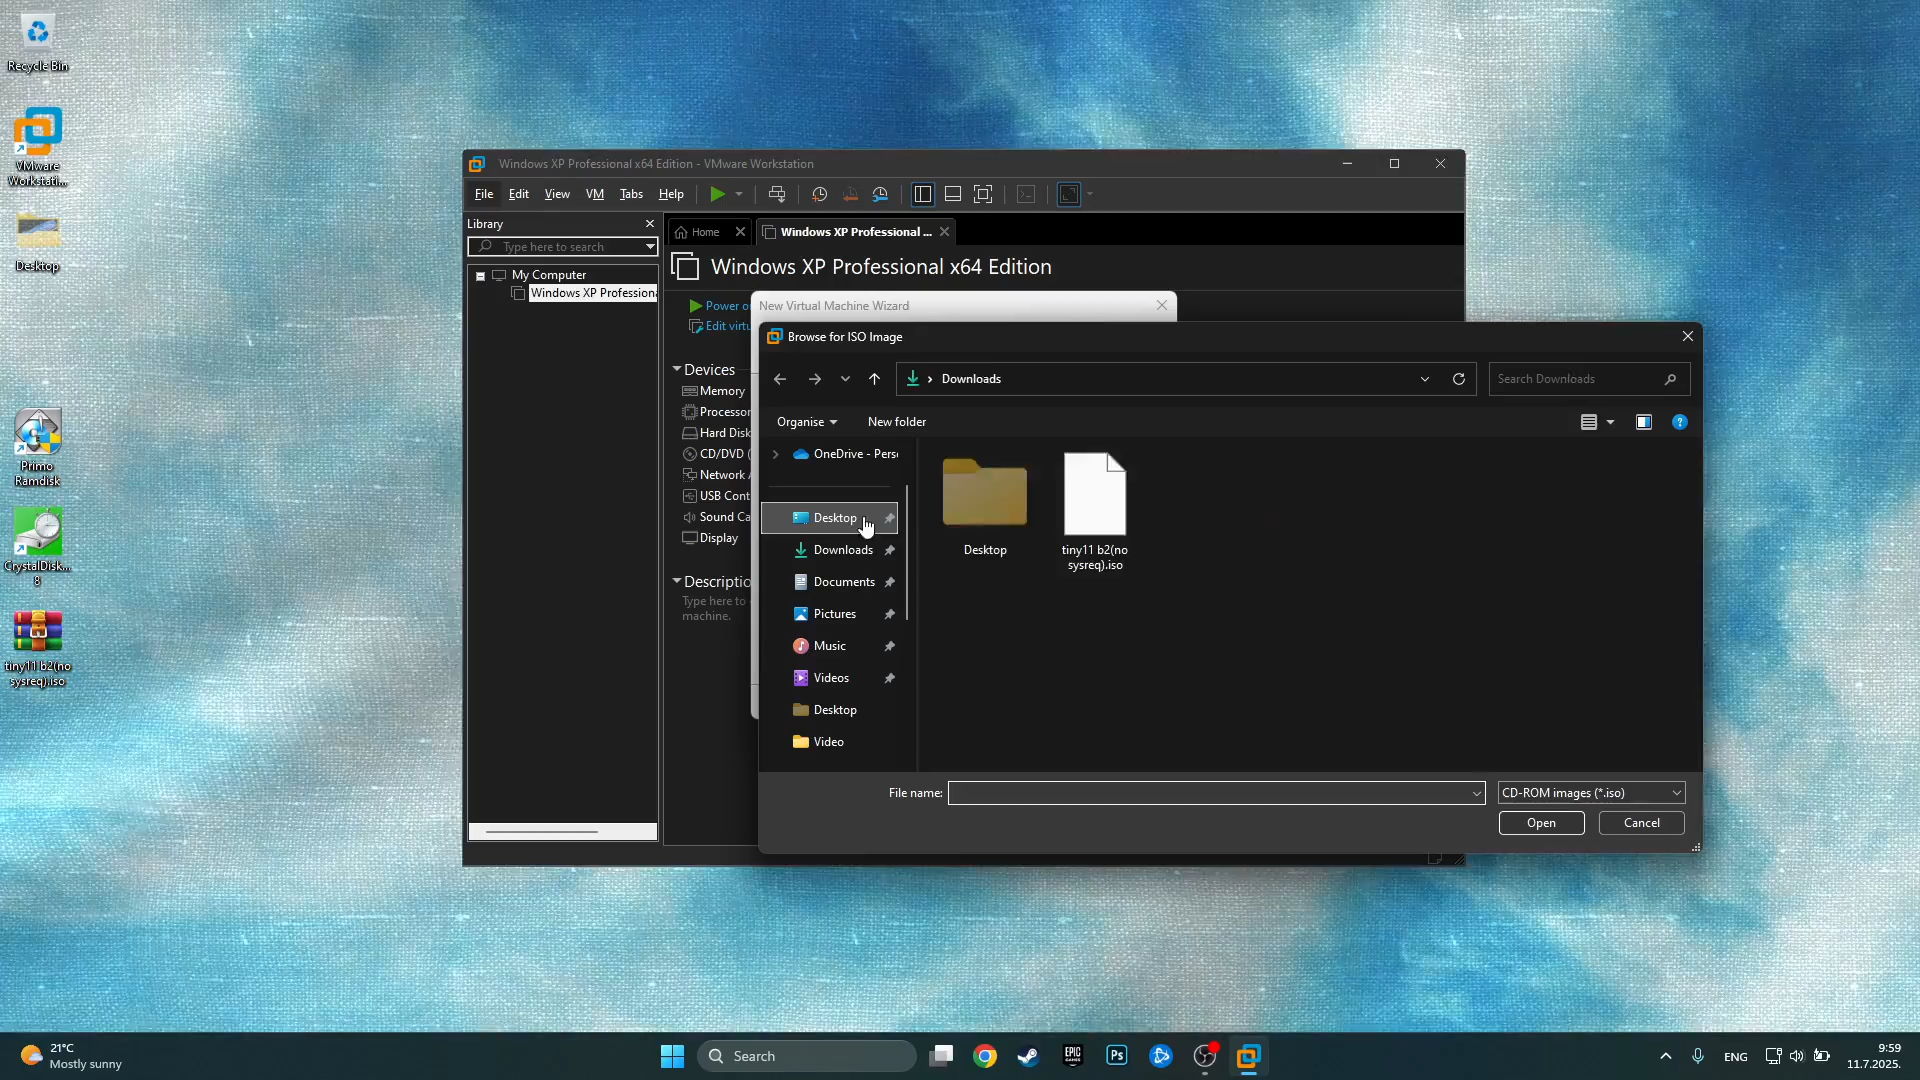 Recycle Bin
VMware
Workstati...
Desktop
Primo
Ramdisk
CrystalDisk...
8
tiny11 b2(no
sysreq).iso
Windows XP Professional x64 Edition - VMware Workstation
File Edit View VM Tabs Help
Library
Type here to search
My Computer
Windows XP Professiona
Home
Windows XP Professional ...
Windows XP Professional x64 Edition
Power o
Edit virtu
Devices
Memory
Processor
Hard Disk
CD/DVD (
Network A
USB Cont
Sound Ca
Display
Descriptio
Type here to
machine.
New Virtual Machine Wizard
Browse for ISO Image
Downloads
Search Downloads
Organise
New folder
OneDrive - Pers
Desktop
Downloads
Documents
Pictures
Music
Videos
Desktop
Video
Desktop
tiny11 b2(no
sysreq).iso
File name:
CD-ROM images (*.iso)
Open
Cancel
21°C
Mostly sunny
Search
EPIC
GAMES
Ps
ENG
9:59
11.7.2025.